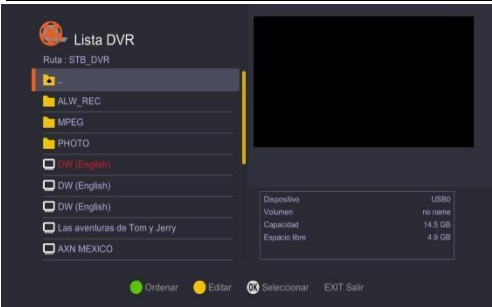 Lista DVR
Ruta : STB_DVR
..
ALW_REC
MPEG
PHOTO
DW (English)
DW (English)
DW (English)
Las aventuras de Tom y Jerry
AXN MEXICO
Dispositivo USB0
Volumen no name
Capacidad 14.5 GB
Espacio libre 4.9 GB
Ordenar Editar OK Seleccionar EXIT Salir